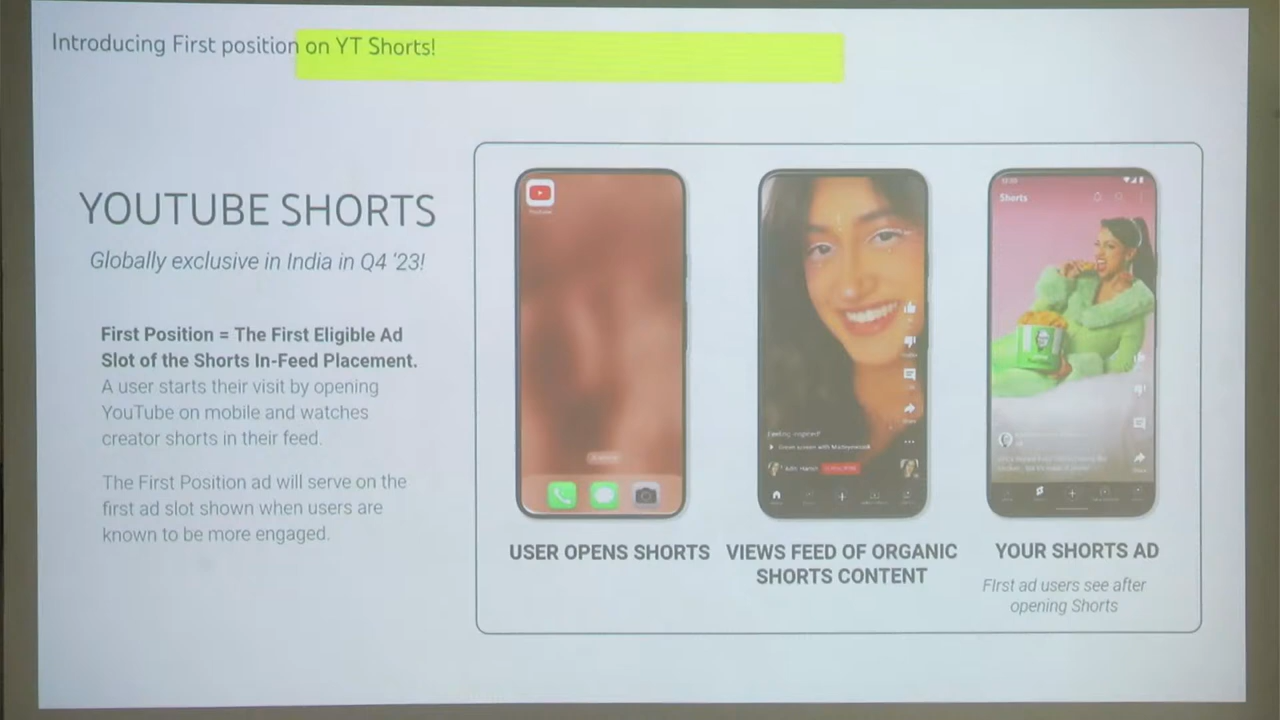 Introducing First position on YT Shorts!
YOUTUBE SHORTS
Globally exclusive in India in Q4 '23!
First Position = The First Eligible Ad
Slot of the Shorts In-Feed Placement.
A user starts their visit by opening
YouTube on mobile and watches
creator shorts in their feed.
The First Position ad will serve on the
first ad slot shown when users are
known to be more engaged.
Shorts
USER OPENS SHORTS
VIEWS FEED OF ORGANIC
SHORTS CONTENT
YOUR SHORTS AD
FIrst ad users see after
opening Shorts